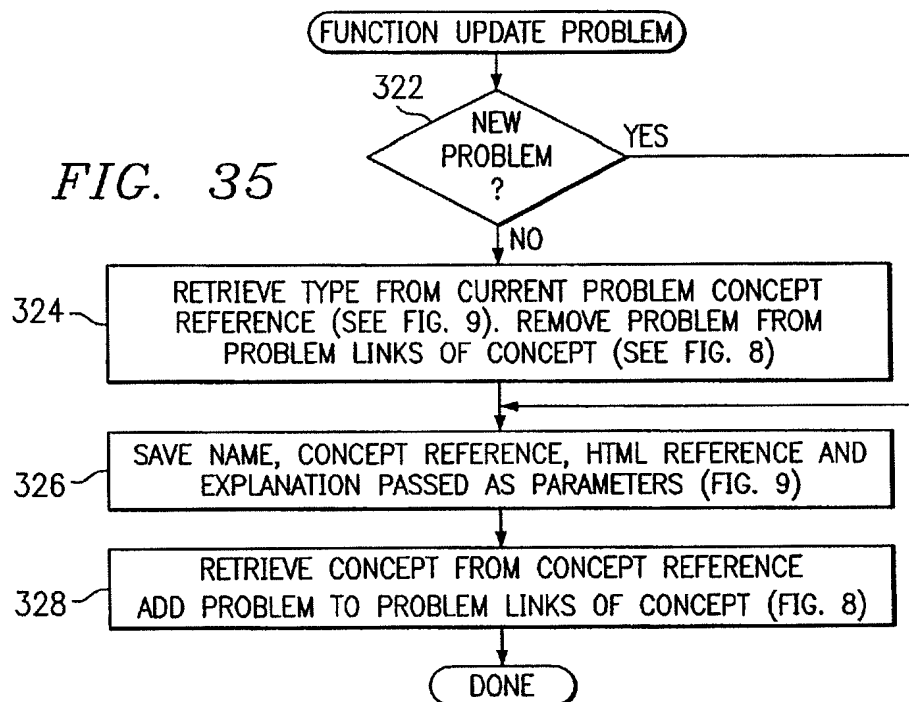 FUNCTION UPDATE PROBLEM
322
NEW
PROBLEM
?
YES
FIG. 35
NO
324
RETRIEVE TYPE FROM CURRENT PROBLEM CONCEPT
REFERENCE (SEE FIG. 9). REMOVE PROBLEM FROM
PROBLEM LINKS OF CONCEPT (SEE FIG. 8)
326
SAVE NAME, CONCEPT REFERENCE, HTML REFERENCE AND
EXPLANATION PASSED AS PARAMETERS (FIG. 9)
328
RETRIEVE CONCEPT FROM CONCEPT REFERENCE
ADD PROBLEM TO PROBLEM LINKS OF CONCEPT (FIG. 8)
DONE